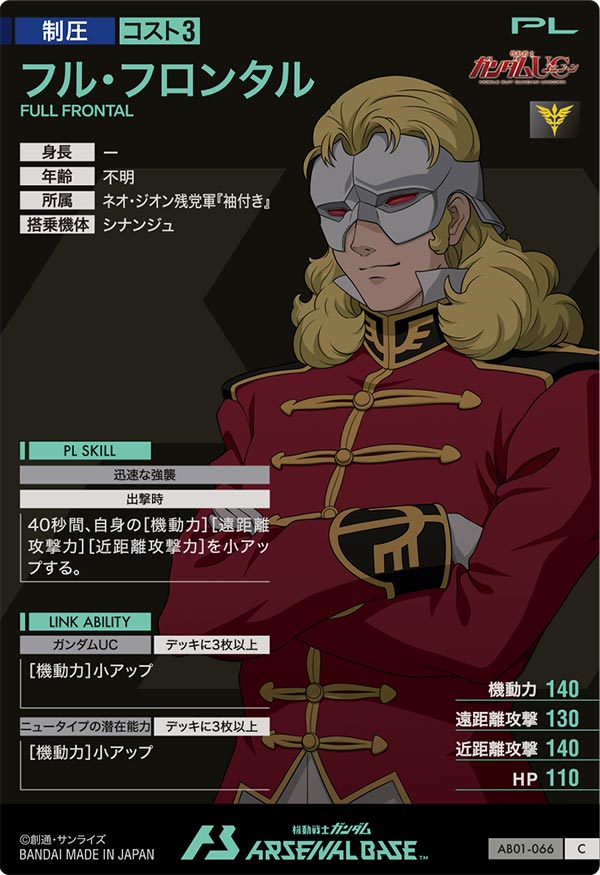 制圧 コスト3 PL
フル・フロンタル
FULL FRONTAL
機動戦士
ガンダムUC
MOBILE SUIT GUNDAM UNICORN
身長 ー
年齢 不明
所属 ネオ・ジオン残党軍『袖付き』
搭乗機体 シナンジュ
PL SKILL
迅速な強襲
出撃時
40秒間、自身の[機動力][遠距離
攻撃力][近距離攻撃力]を小アッ
プする。
LINK ABILITY
ガンダムUC デッキに3枚以上
[機動力]小アップ
ニュータイプの潜在能力 デッキに3枚以上
[機動力]小アップ
機動力 140
遠距離攻撃 130
近距離攻撃 140
HP 110
©創通・サンライズ
BANDAI MADE IN JAPAN
機動戦士ガンダム
ARSENAL BASE™
AB01-066 C